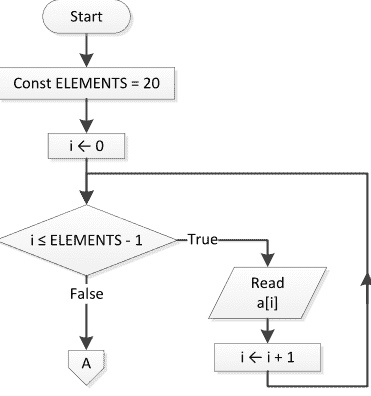 Start
Const ELEMENTS = 20
i ← 0
i ≤ ELEMENTS - 1
True
Read
a[i]
i ← i + 1
False
A